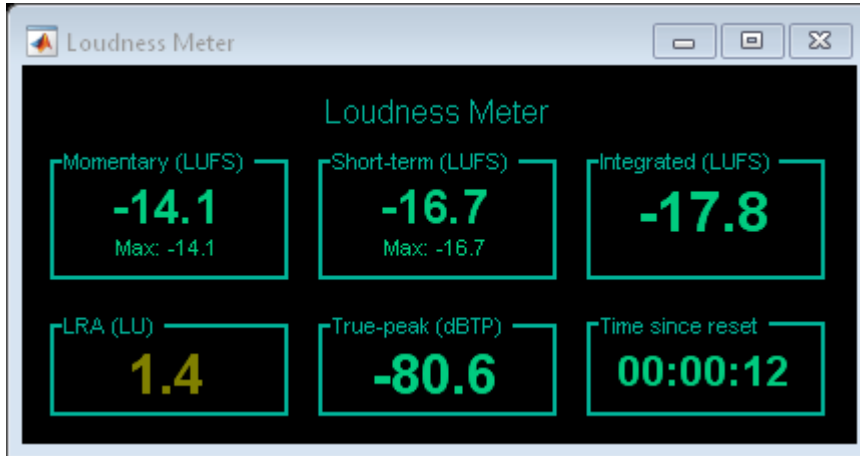 Loudness Meter
Loudness Meter
Momentary (LUFS)
-14.1
Max: -14.1
Short-term (LUFS)
-16.7
Max: -16.7
Integrated (LUFS)
-17.8
LRA (LU)
1.4
True-peak (dBTP)
-80.6
Time since reset
00:00:12